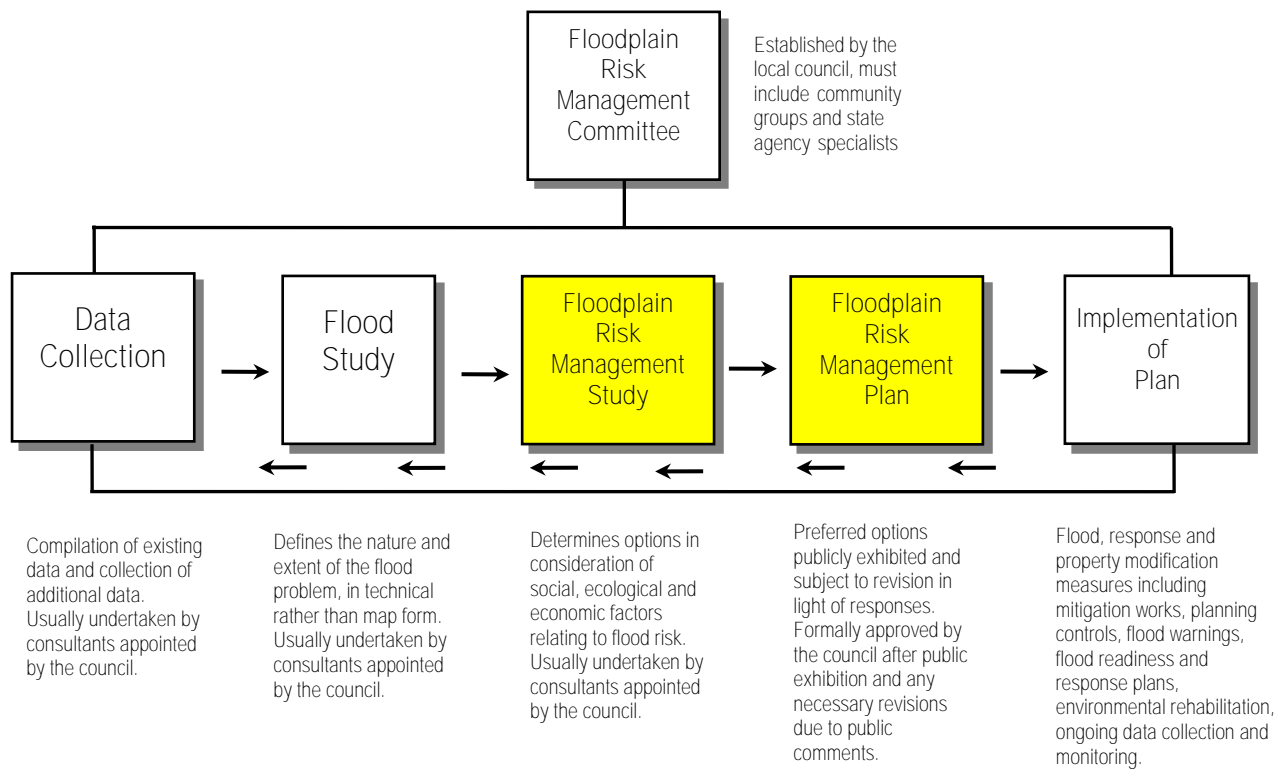 Floodplain
Risk
Management
Committee
Established by the
local council, must
include community
groups and state
agency specialists
Data
Collection
Flood
Study
Floodplain
Risk
Management
Study
Floodplain
Risk
Management
Plan
Implementation
of
Plan
Compilation of existing
data and collection of
additional data.
Usually undertaken by
consultants appointed
by the council.
Defines the nature and
extent of the flood
problem, in technical
rather than map form.
Usually undertaken by
consultants appointed
by the council.
Determines options in
consideration of
social, ecological and
economic factors
relating to flood risk.
Usually undertaken by
consultants appointed
by the council.
Preferred options
publicly exhibited and
subject to revision in
light of responses.
Formally approved by
the council after public
exhibition and any
necessary revisions
due to public
comments.
Flood, response and
property modification
measures including
mitigation works, planning
controls, flood warnings,
flood readiness and
response plans,
environmental rehabilitation,
ongoing data collection and
monitoring.